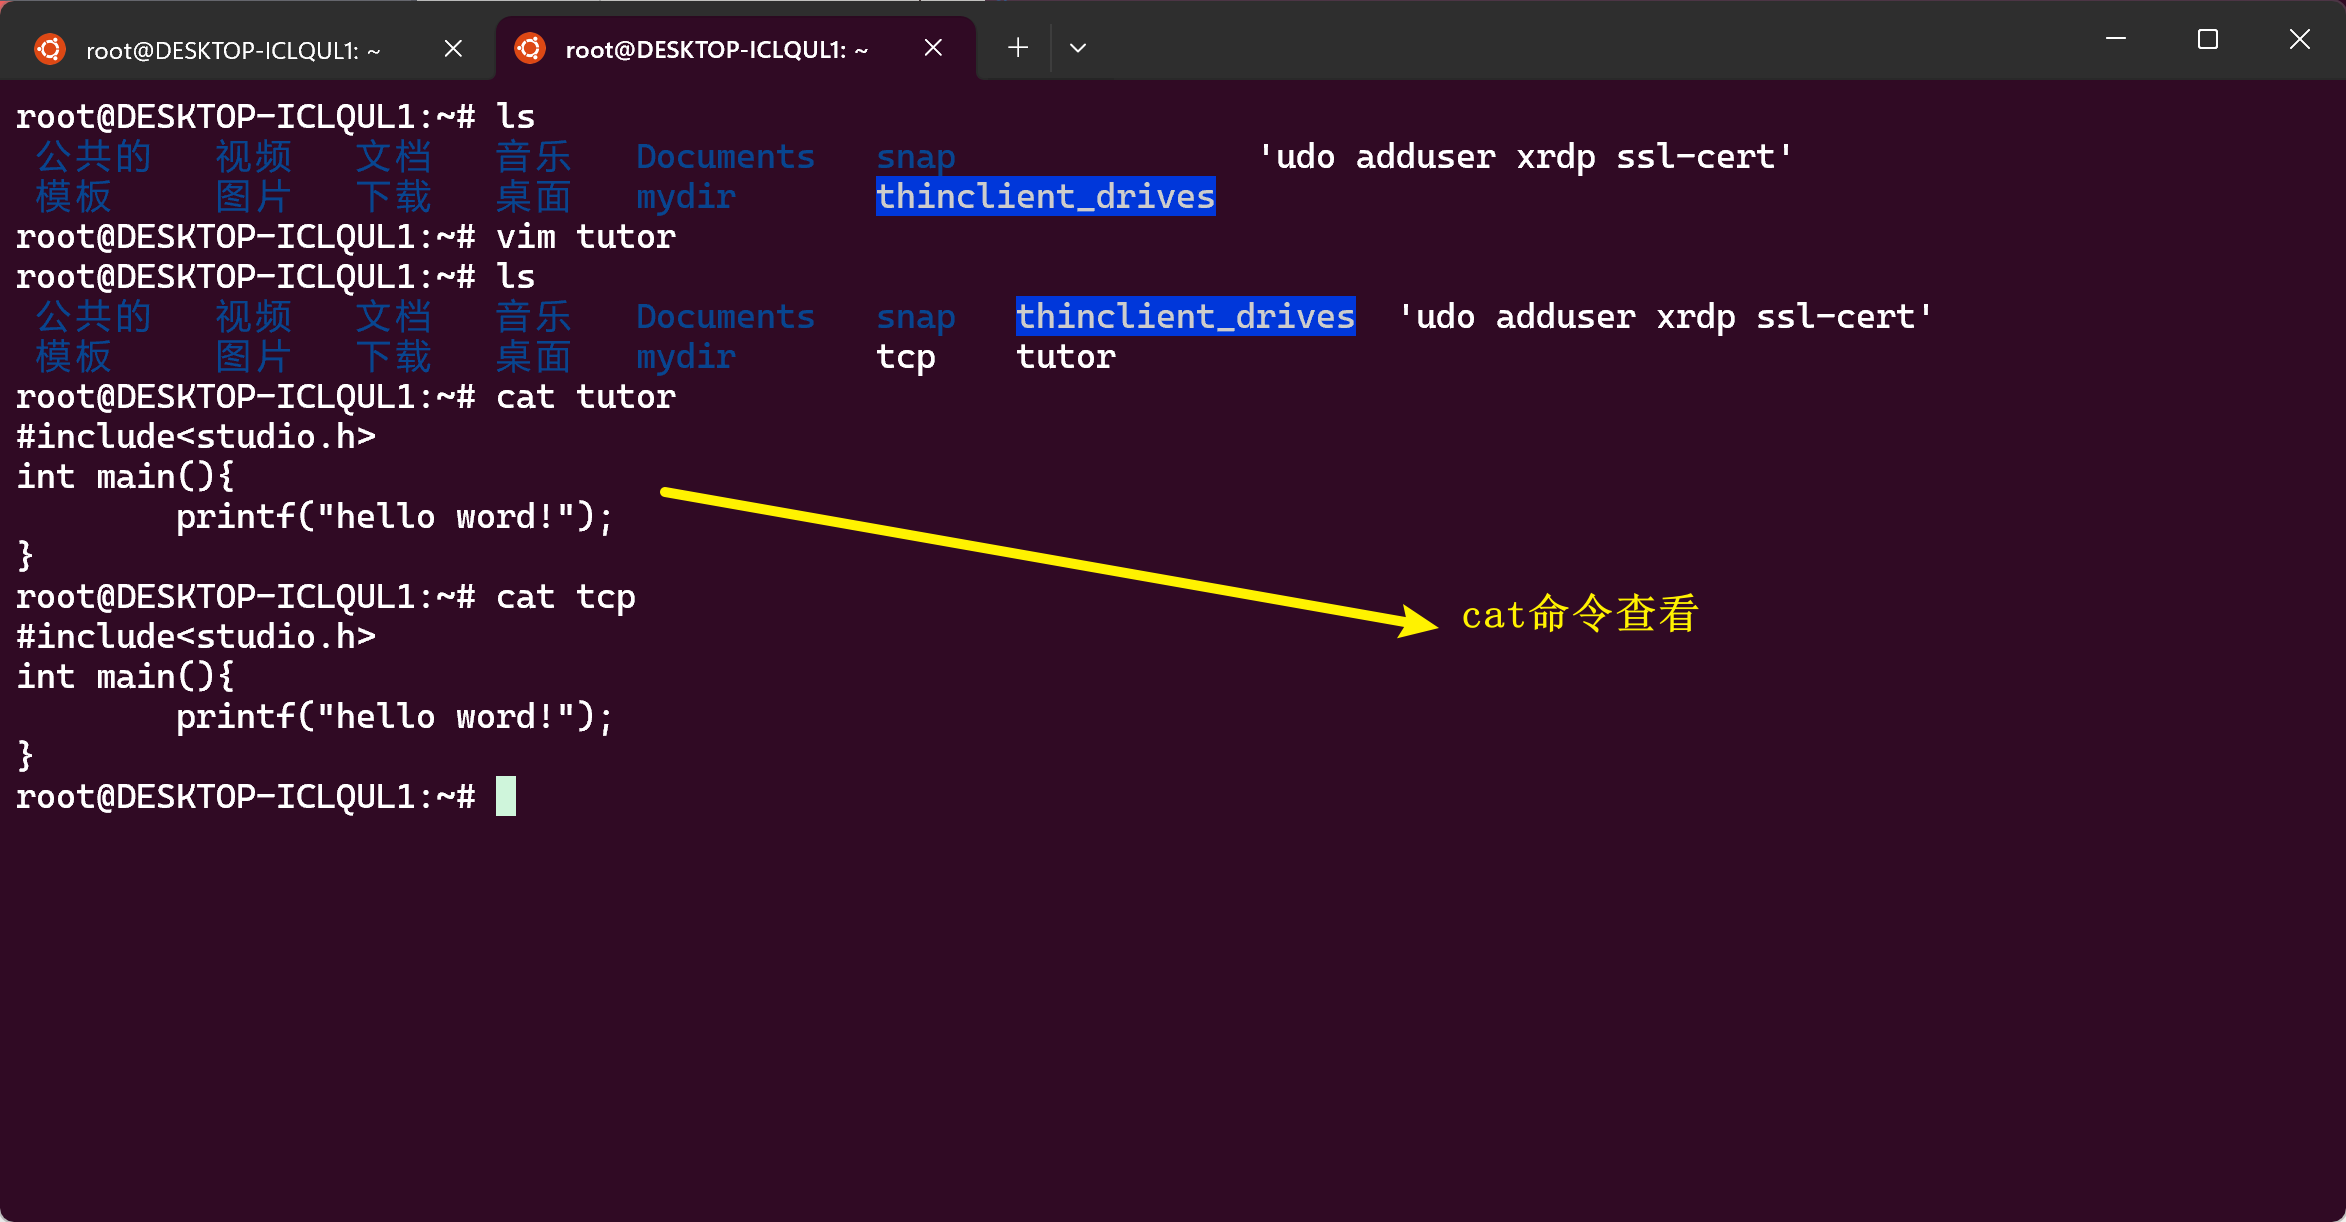 root@DESKTOP-ICLQUL1: ~
root@DESKTOP-ICLQUL1: ~
root@DESKTOP-ICLQUL1:~# ls
公共的 视频 文档 音乐 Documents snap 'udo adduser xrdp ssl-cert'
模板 图片 下载 桌面 mydir thinclient_drives
root@DESKTOP-ICLQUL1:~# vim tutor
root@DESKTOP-ICLQUL1:~# ls
公共的 视频 文档 音乐 Documents snap thinclient_drives 'udo adduser xrdp ssl-cert'
模板 图片 下载 桌面 mydir tcp tutor
root@DESKTOP-ICLQUL1:~# cat tutor
#include<studio.h>
int main(){
        printf("hello word!");
}
root@DESKTOP-ICLQUL1:~# cat tcp
#include<studio.h>
int main(){
        printf("hello word!");
}
root@DESKTOP-ICLQUL1:~#
cat命令查看